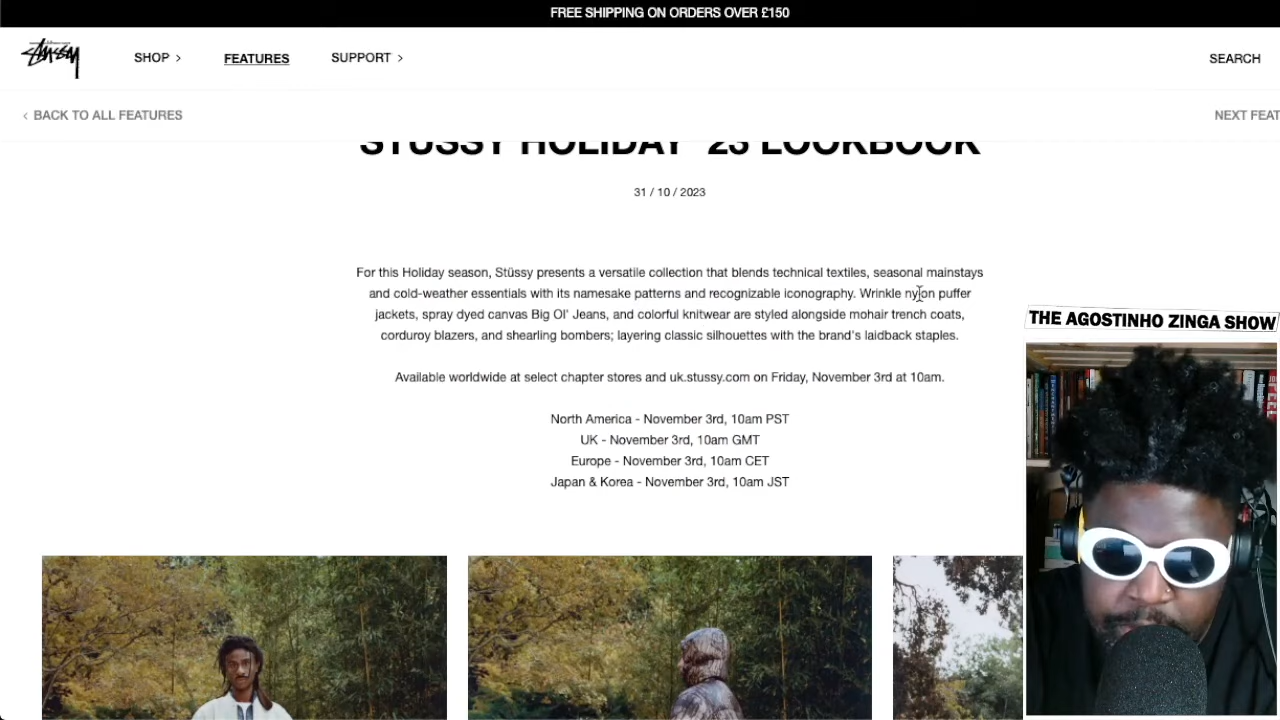 FREE SHIPPING ON ORDERS OVER £150
Stüssy
SHOP >
FEATURES
SUPPORT >
SEARCH
< BACK TO ALL FEATURES
NEXT FEAT
STÜSSY HOLIDAY '23 LOOKBOOK
31 / 10 / 2023
For this Holiday season, Stüssy presents a versatile collection that blends technical textiles, seasonal mainstays
and cold-weather essentials with its namesake patterns and recognizable iconography. Wrinkle nylon puffer
jackets, spray dyed canvas Big Ol' Jeans, and colorful knitwear are styled alongside mohair trench coats,
corduroy blazers, and shearling bombers; layering classic silhouettes with the brand's laidback staples.
Available worldwide at select chapter stores and uk.stussy.com on Friday, November 3rd at 10am.
North America - November 3rd, 10am PST
UK - November 3rd, 10am GMT
Europe - November 3rd, 10am CET
Japan & Korea - November 3rd, 10am JST
THE AGOSTINHO ZINGA SHOW